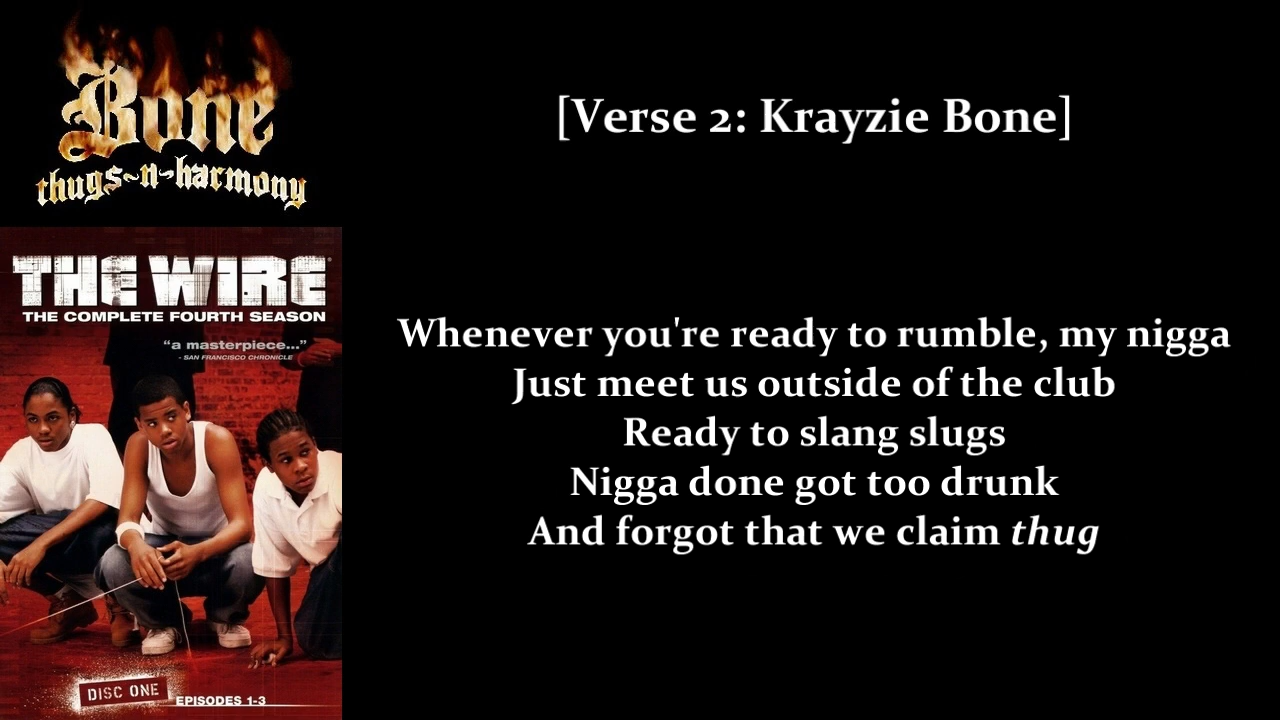 Bone
thugs~n~harmony
THE WIRE
THE COMPLETE FOURTH SEASON
“a masterpiece...”
- SAN FRANCISCO CHRONICLE
DISC ONE
EPISODES 1-3
[Verse 2: Krayzie Bone]
Whenever you're ready to rumble, my nigga
Just meet us outside of the club
Ready to slang slugs
Nigga done got too drunk
And forgot that we claim thug